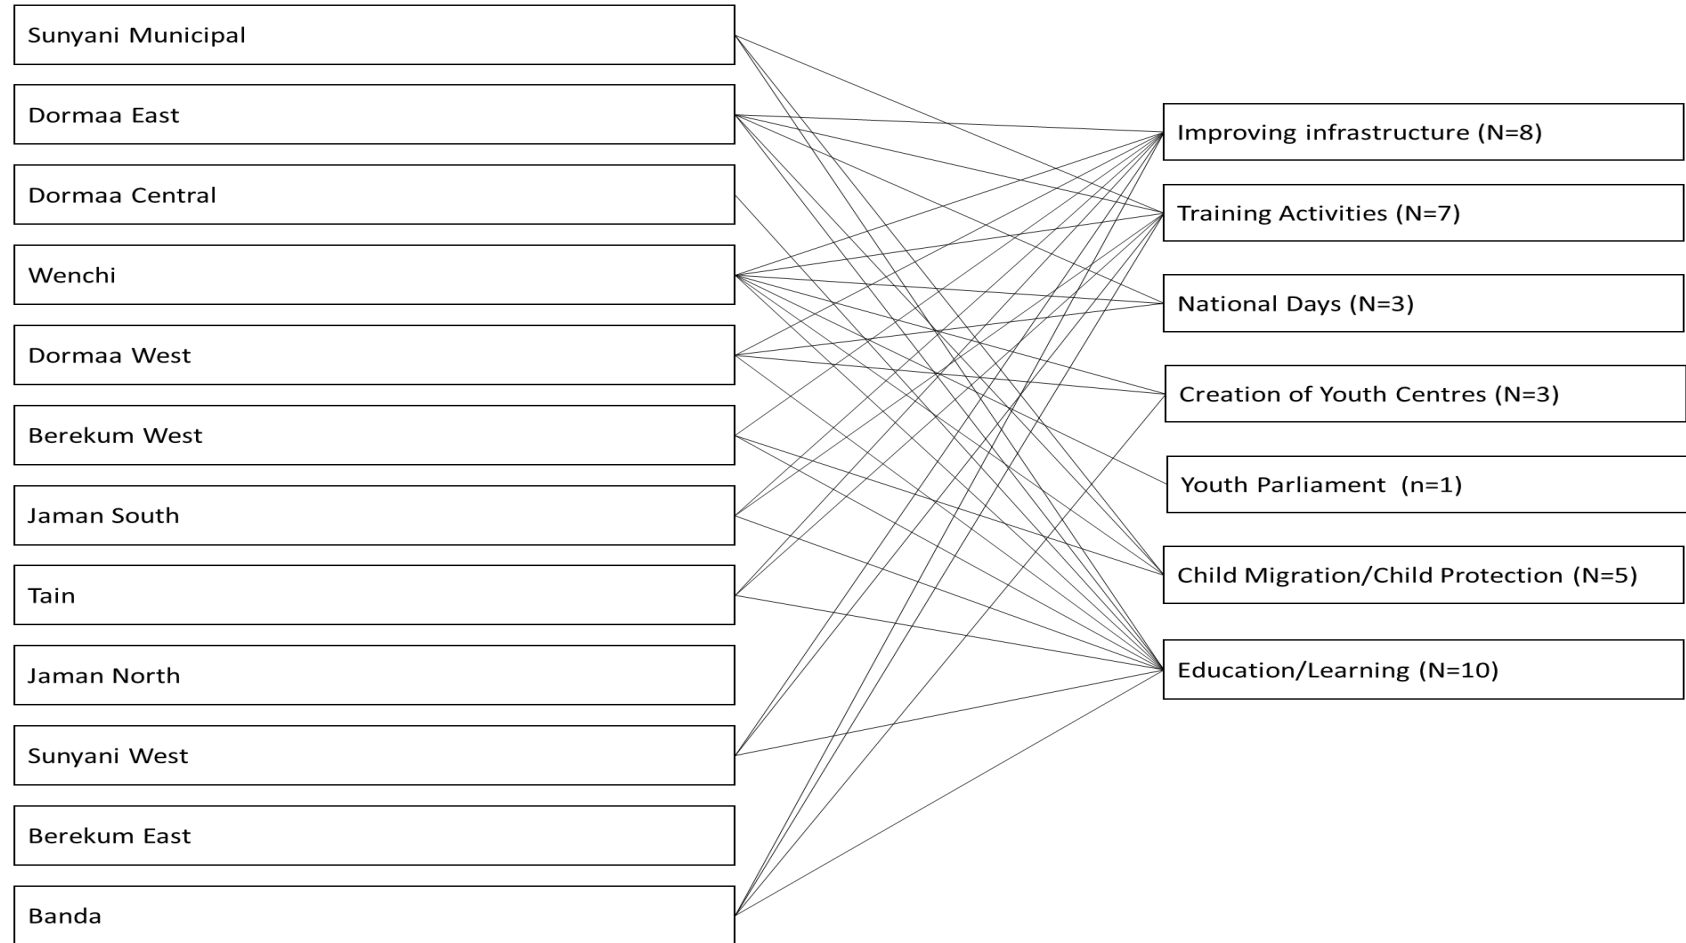 Sunyani Municipal
Dormaa East
Dormaa Central
Wenchi
Dormaa West
Berekum West
Jaman South
Tain
Jaman North
Sunyani West
Berekum East
Banda
Improving infrastructure (N=8)
Training Activities (N=7)
National Days (N=3)
Creation of Youth Centres (N=3)
Youth Parliament  (n=1)
Child Migration/Child Protection (N=5)
Education/Learning (N=10)